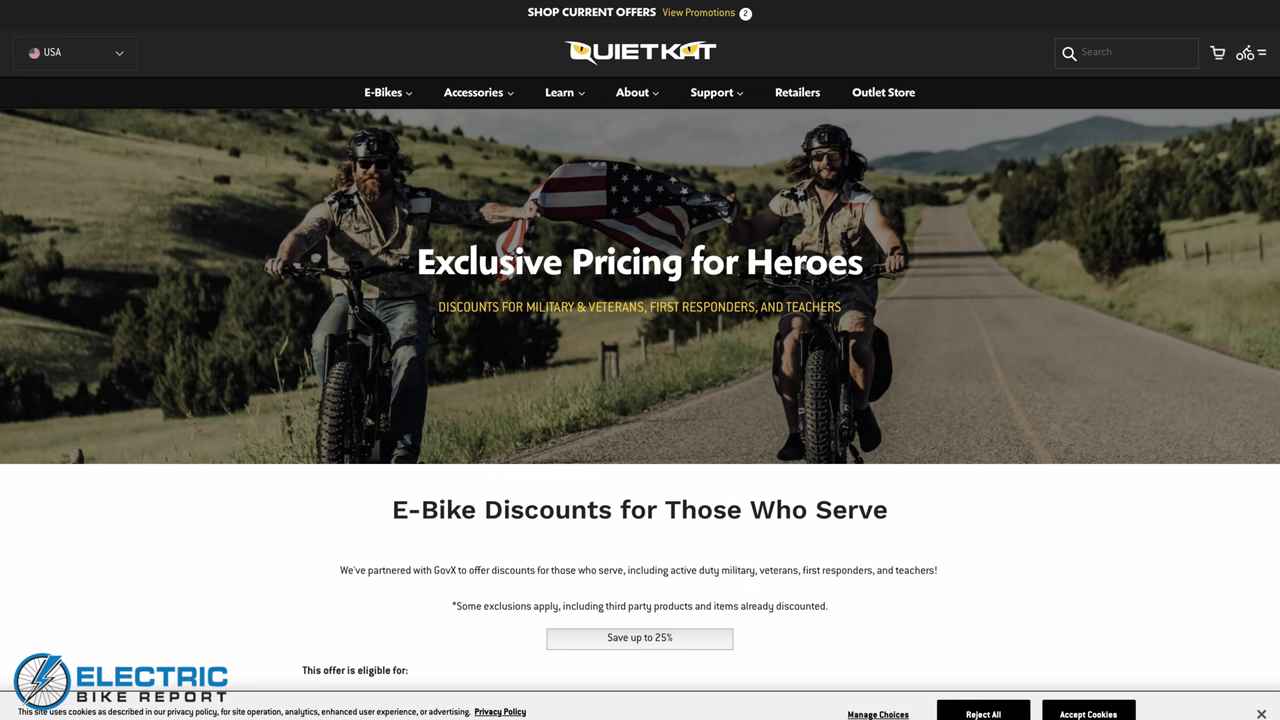 SHOP CURRENT OFFERS View Promotions 2
USA
QUIETKAT
Search
E-Bikes Accessories Learn About Support Retailers Outlet Store
Exclusive Pricing for Heroes
DISCOUNTS FOR MILITARY & VETERANS, FIRST RESPONDERS, AND TEACHERS
E-Bike Discounts for Those Who Serve
We've partnered with GovX to offer discounts for those who serve, including active duty military, veterans, first responders, and teachers!
*Some exclusions apply, including third party products and items already discounted.
Save up to 25%
This offer is eligible for:
ELECTRIC
BIKE REPORT
This site uses cookies as described in our privacy policy, for site operation, analytics, enhanced user experience, or advertising. Privacy Policy
Manage Choices Reject All Accept Cookies